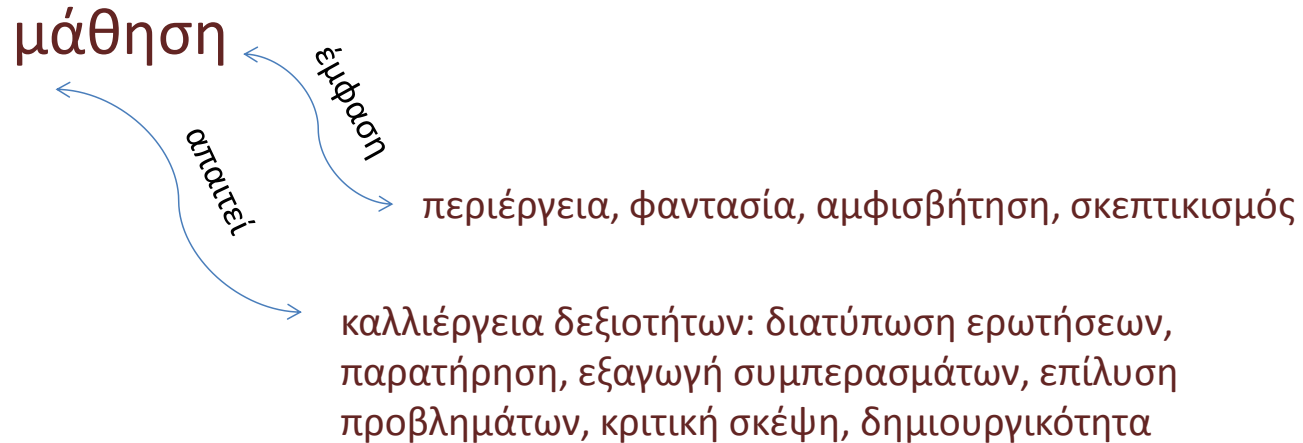 μάθηση
έμφαση
απαιτεί
περιέργεια, φαντασία, αμφισβήτηση, σκεπτικισμός
καλλιέργεια δεξιοτήτων: διατύπωση ερωτήσεων,
παρατήρηση, εξαγωγή συμπερασμάτων, επίλυση
προβλημάτων, κριτική σκέψη, δημιουργικότητα